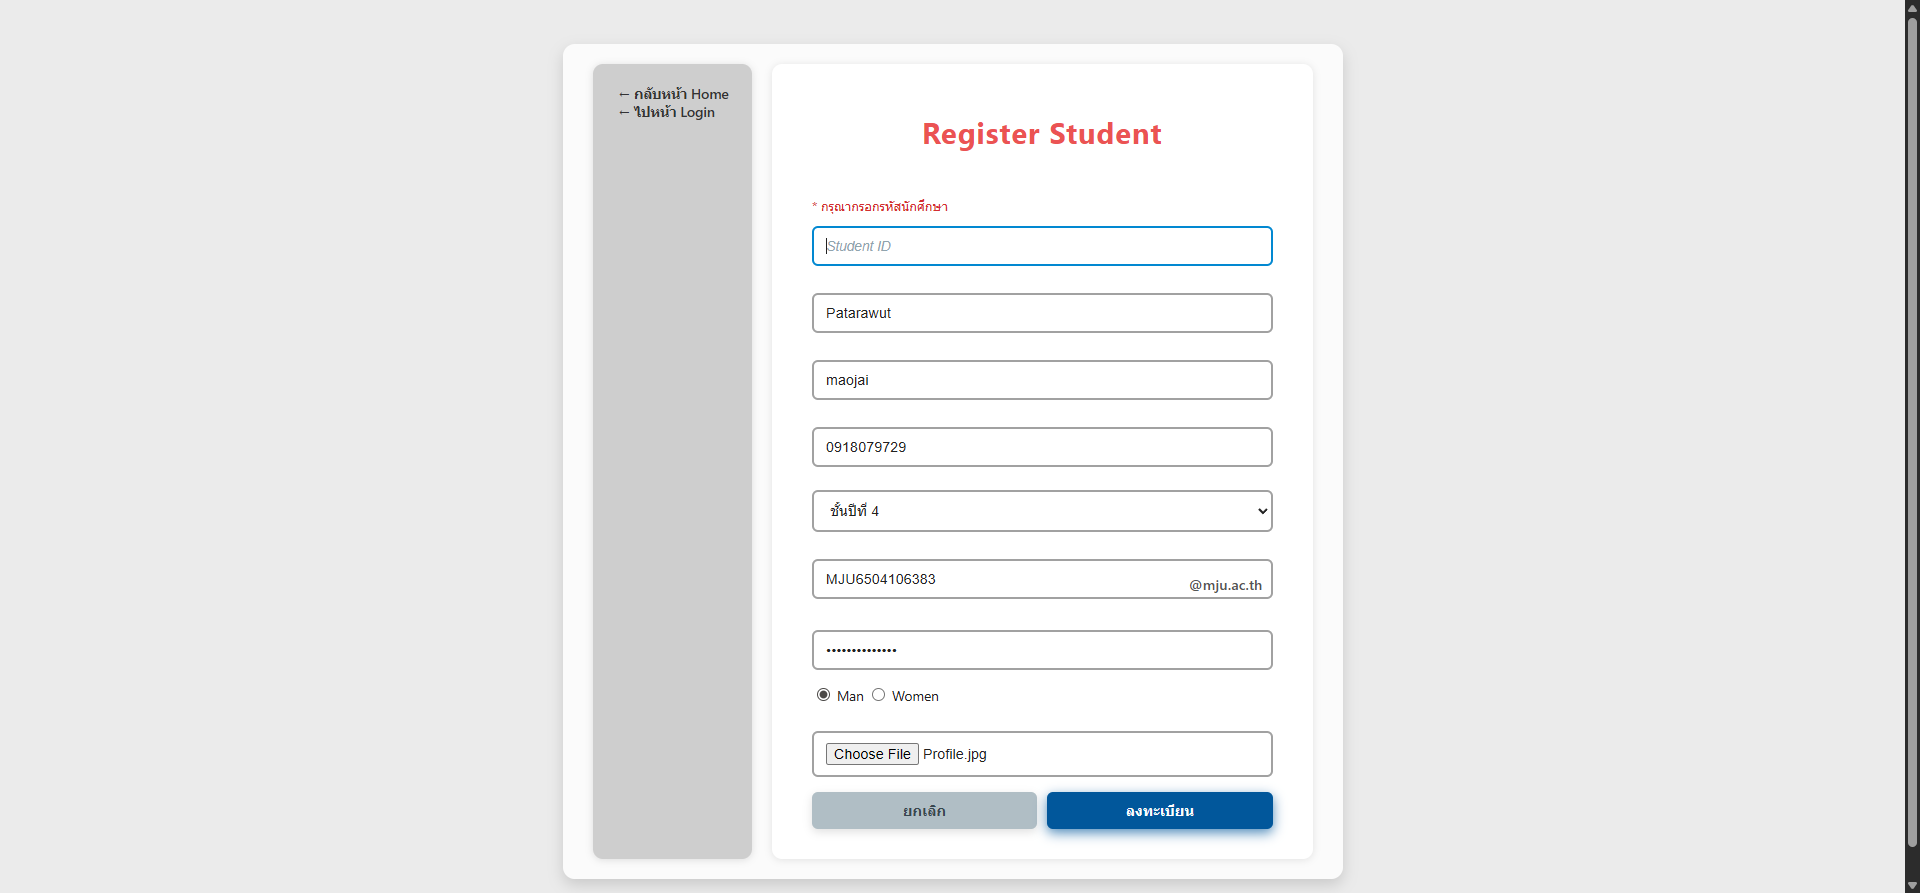 ← กลับหน้า Home
← ไปหน้า Login
Register Student
* กรุณากรอกรหัสนักศึกษา
Student ID
Patarawut
maojai
0918079729
ชั้นปีที่ 4
MJU6504106383 @mju.ac.th
••••••••••••••
Man Women
Choose File Profile.jpg
ยกเลิก ลงทะเบียน